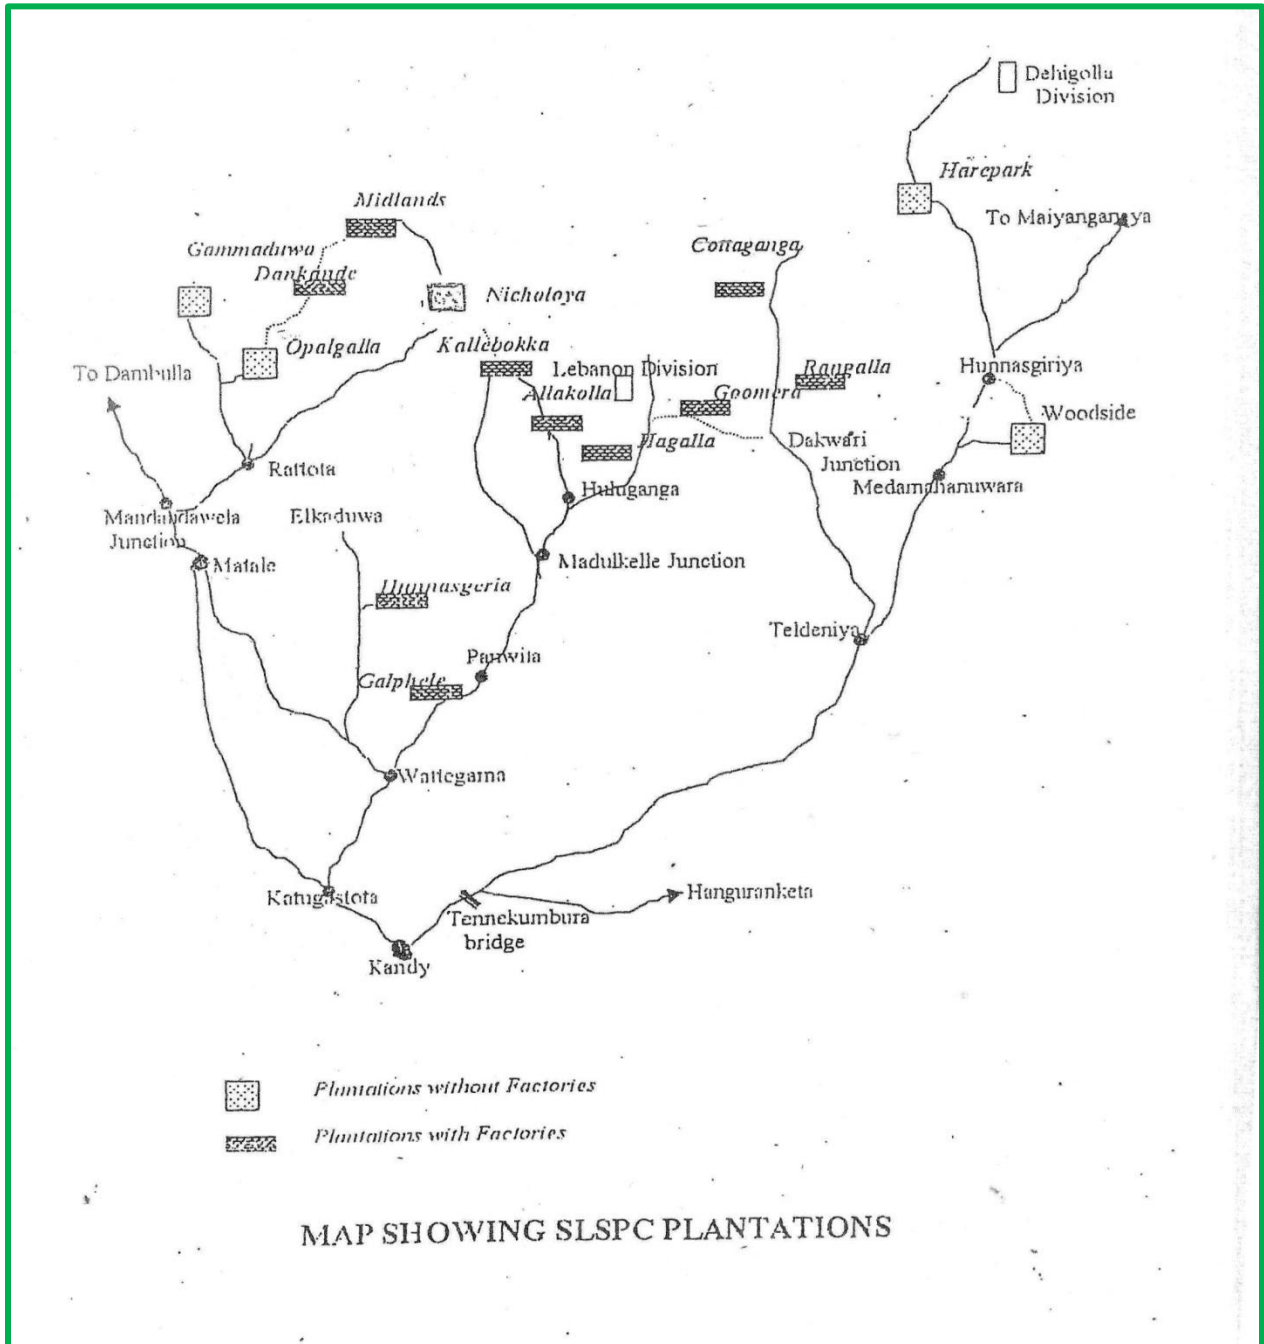 Dehigolla
Division
Harepark
To Maiyanganaya
Midlands
Gammaduwa
Dankande
Cottaganga
Nicholoya
Opalgalla
Kallebokka
To Dambulla
Lebanon Division
Rangalla
Hunnasgiriya
Allakolla
Goomera
Woodside
Hagalla
Dakwari
Junction
Rattota
Medamahanuwara
Huluganga
Mandandawela
Junction
Elkaduwa
Matale
Madulkelle Junction
Hunnasgeria
Teldeniya
Panwila
Galphele
Wattegama
Katugastota
Hanguranketa
Tennekumbura
bridge
Kandy
Plantations without Factories
Plantations with Factories
MAP SHOWING SLSPC PLANTATIONS